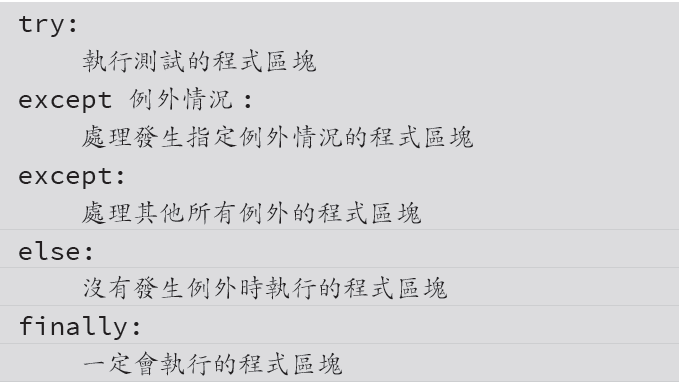 try:
執行測試的程式區塊
except 例外情況：
處理發生指定例外情況的程式區塊
except:
處理其他所有例外的程式區塊
else:
沒有發生例外時執行的程式區塊
finally:
一定會執行的程式區塊